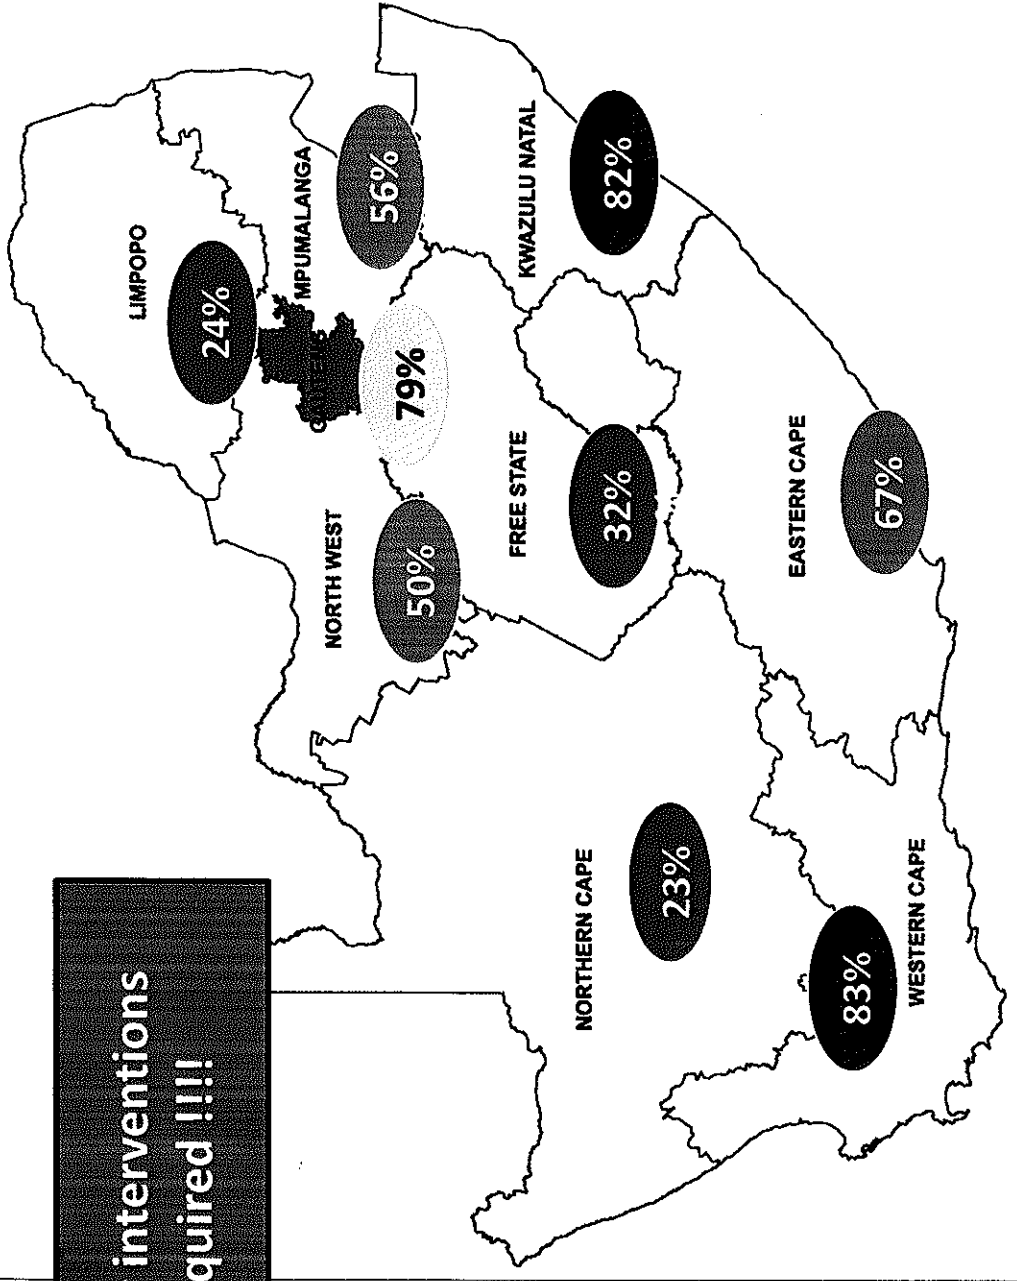 interventions
quired !!!!
LIMPOPO
24%
MPUMALANGA
56%
GAUTENG
79%
NORTH WEST
50%
KWAZULU NATAL
82%
FREE STATE
32%
NORTHERN CAPE
23%
EASTERN CAPE
67%
83%
WESTERN CAPE